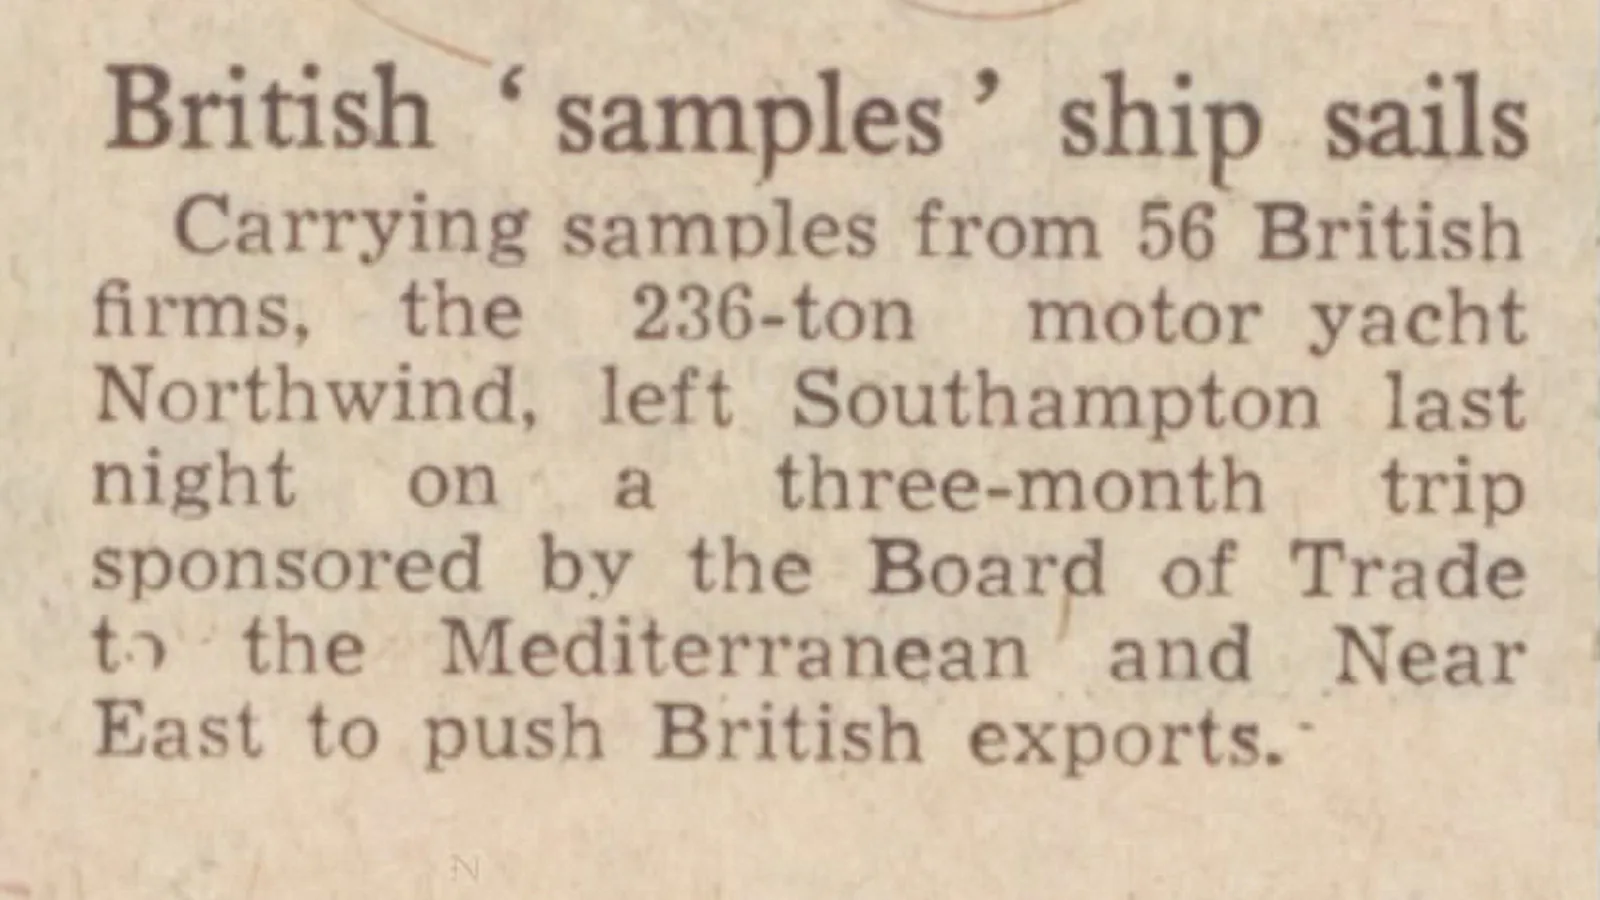 British ‘samples’ ship sails
Carrying samples from 56 British
firms, the 236-ton motor yacht
Northwind, left Southampton last
night on a three-month trip
sponsored by the Board of Trade
to the Mediterranean and Near
East to push British exports.